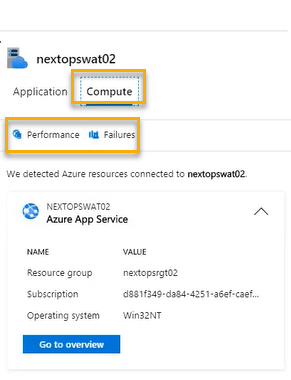 nextopswat02
Application Compute
Performance Failures
We detected Azure resources connected to nextopswat02.
NEXTOPSWAT02
Azure App Service
NAME VALUE
Resource group nextopsrgt02
Subscription d881f349-da84-4251-a6ef-caef...
Operating system Win32NT
Go to overview